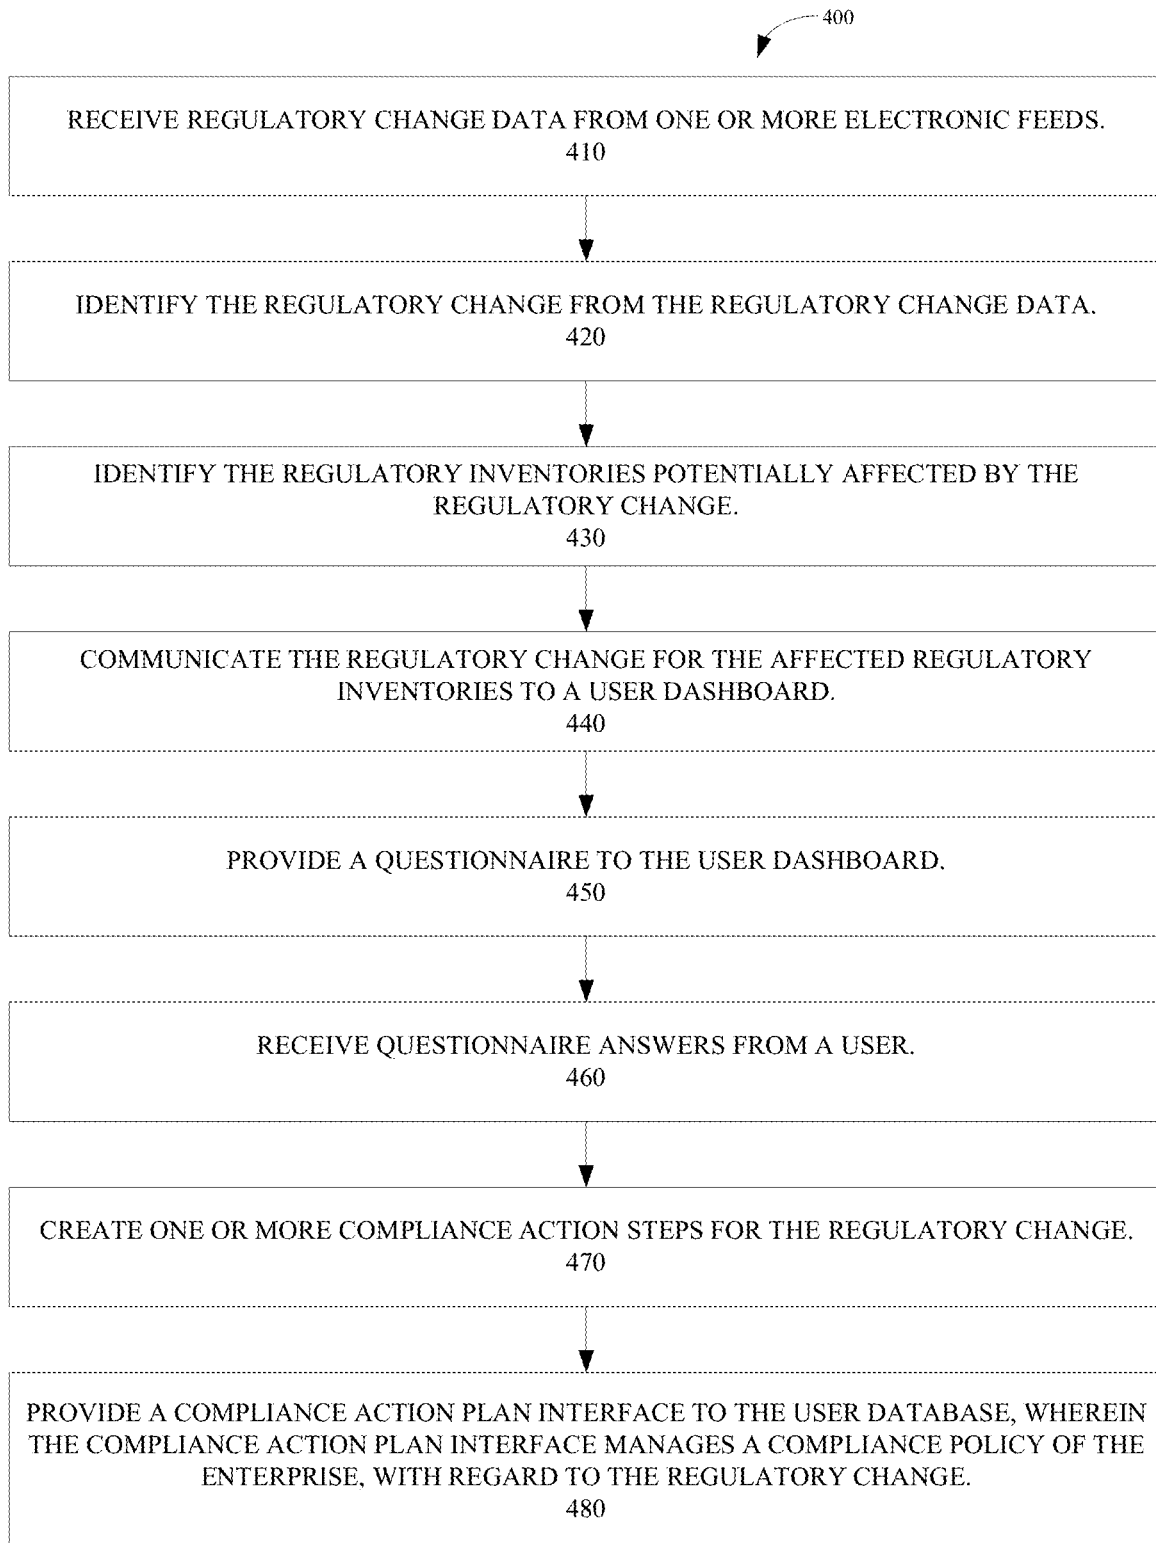 400
RECEIVE REGULATORY CHANGE DATA FROM ONE OR MORE ELECTRONIC FEEDS.
410
IDENTIFY THE REGULATORY CHANGE FROM THE REGULATORY CHANGE DATA.
420
IDENTIFY THE REGULATORY INVENTORIES POTENTIALLY AFFECTED BY THE
REGULATORY CHANGE.
430
COMMUNICATE THE REGULATORY CHANGE FOR THE AFFECTED REGULATORY
INVENTORIES TO A USER DASHBOARD.
440
PROVIDE A QUESTIONNAIRE TO THE USER DASHBOARD.
450
RECEIVE QUESTIONNAIRE ANSWERS FROM A USER.
460
CREATE ONE OR MORE COMPLIANCE ACTION STEPS FOR THE REGULATORY CHANGE.
470
PROVIDE A COMPLIANCE ACTION PLAN INTERFACE TO THE USER DATABASE, WHEREIN
THE COMPLIANCE ACTION PLAN INTERFACE MANAGES A COMPLIANCE POLICY OF THE
ENTERPRISE, WITH REGARD TO THE REGULATORY CHANGE.
480